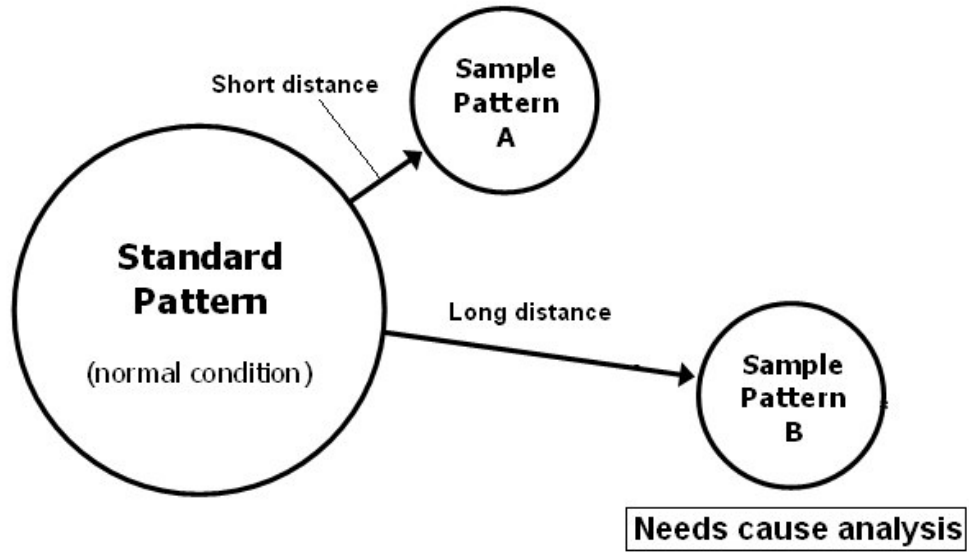 Short distance
Sample
Pattern
A
Standard
Pattern
(normal condition)
Long distance
Sample
Pattern
B
Needs cause analysis